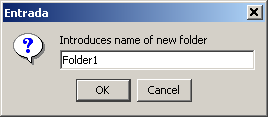 Entrada
Introduces name of new folder
Folder1
OK
Cancel